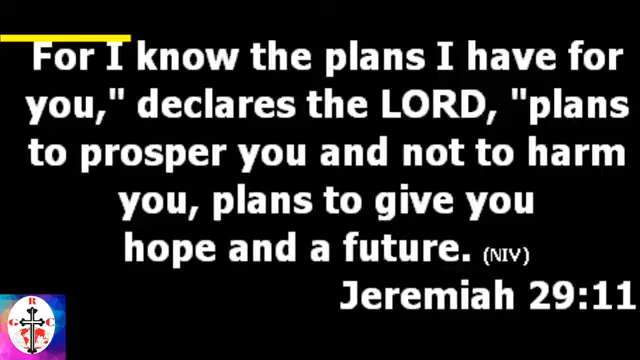 For I know the plans I have for
you," declares the LORD, "plans
to prosper you and not to harm
you, plans to give you
hope and a future. (NIV)
Jeremiah 29:11
R
G C